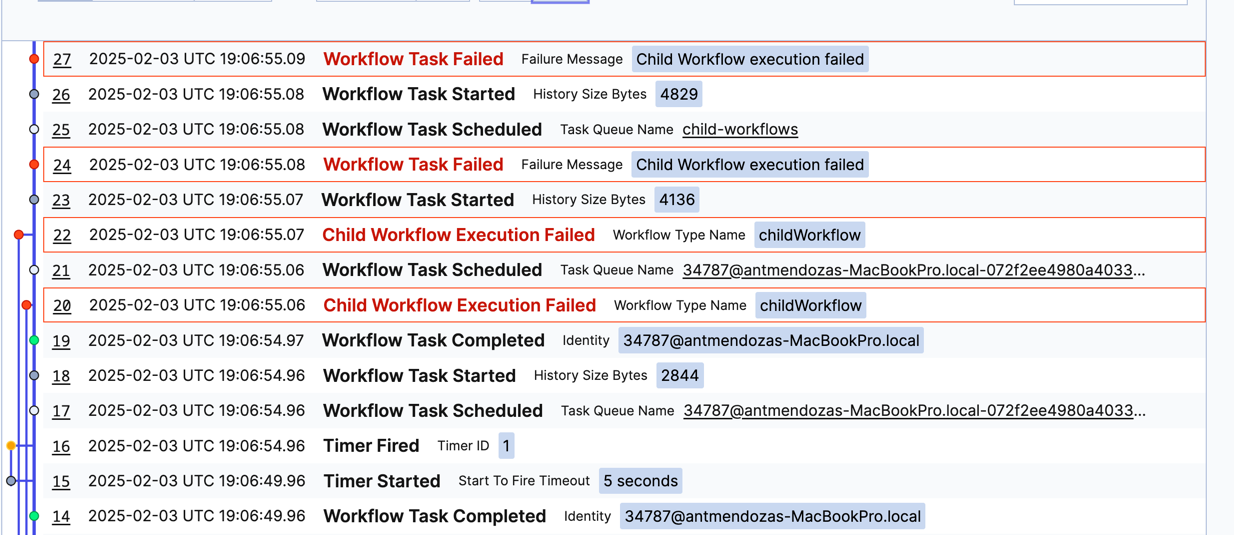 27 2025-02-03 UTC 19:06:55.09 Workflow Task Failed Failure Message Child Workflow execution failed
26 2025-02-03 UTC 19:06:55.08 Workflow Task Started History Size Bytes 4829
25 2025-02-03 UTC 19:06:55.08 Workflow Task Scheduled Task Queue Name child-workflows
24 2025-02-03 UTC 19:06:55.08 Workflow Task Failed Failure Message Child Workflow execution failed
23 2025-02-03 UTC 19:06:55.07 Workflow Task Started History Size Bytes 4136
22 2025-02-03 UTC 19:06:55.07 Child Workflow Execution Failed Workflow Type Name childWorkflow
21 2025-02-03 UTC 19:06:55.06 Workflow Task Scheduled Task Queue Name 34787@antmendozas-MacBookPro.local-072f2ee4980a4033...
20 2025-02-03 UTC 19:06:55.06 Child Workflow Execution Failed Workflow Type Name childWorkflow
19 2025-02-03 UTC 19:06:54.97 Workflow Task Completed Identity 34787@antmendozas-MacBookPro.local
18 2025-02-03 UTC 19:06:54.96 Workflow Task Started History Size Bytes 2844
17 2025-02-03 UTC 19:06:54.96 Workflow Task Scheduled Task Queue Name 34787@antmendozas-MacBookPro.local-072f2ee4980a4033...
16 2025-02-03 UTC 19:06:54.96 Timer Fired Timer ID 1
15 2025-02-03 UTC 19:06:49.96 Timer Started Start To Fire Timeout 5 seconds
14 2025-02-03 UTC 19:06:49.96 Workflow Task Completed Identity 34787@antmendozas-MacBookPro.local